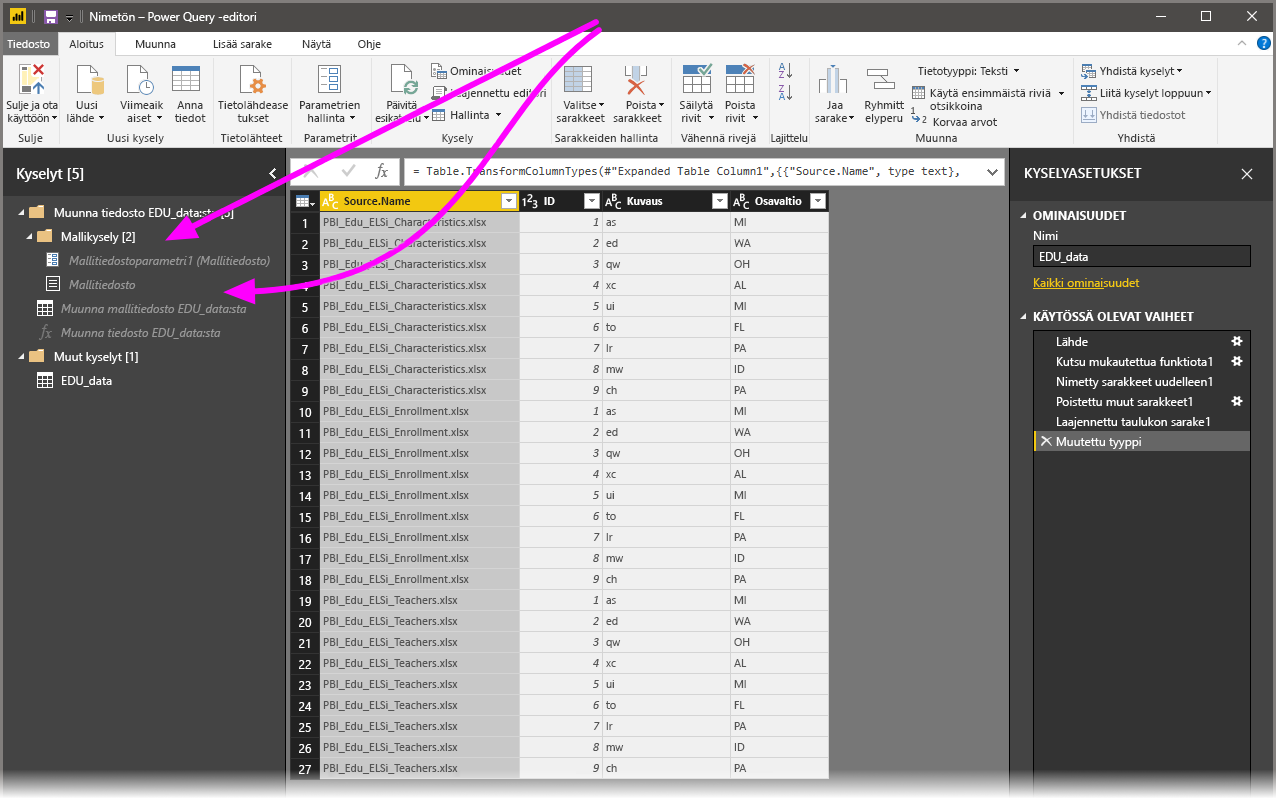 Nimetön – Power Query -editori
Tiedosto Aloitus Muunna Lisää sarake Näytä Ohje
Sulje ja ota käyttöön
Sulje
Uusi lähde
Viimeaik aiset
Anna tiedot
Uusi kysely
Tietolähdease tukset
Tietolähteet
Parametrien hallinta
Parametrit
Päivitä esikatselu
Ominaisuudet
Laajennettu editori
Hallinta
Kysely
Valitse sarakkeet
Poista sarakkeet
Sarakkeiden hallinta
Säilytä rivit
Poista rivit
Vähennä rivejä
Lajittelu
Jaa sarake
Ryhmitt elyperu
Tietotyyppi: Teksti
Käytä ensimmäistä riviä otsikkoina
Korvaa arvot
Muunna
Yhdistä kyselyt
Liitä kyselyt loppuun
Yhdistä tiedostot
Yhdistä
Kyselyt [5]
Muunna tiedosto EDU_data:sta [3]
Mallikysely [2]
Mallitiedostoparametri1 (Mallitiedosto)
Mallitiedosto
Muunna mallitiedosto EDU_data:sta
fx Muunna tiedosto EDU_data:sta
Muut kyselyt [1]
EDU_data
fx = Table.TransformColumnTypes(#"Expanded Table Column1",{{"Source.Name", type text},
ABC Source.Name 123 ID ABC Kuvaus ABC Osavaltio
1 PBI_Edu_ELSi_Characteristics.xlsx 1 as MI
2 PBI_Edu_ELSi_Characteristics.xlsx 2 ed WA
3 PBI_Edu_ELSi_Characteristics.xlsx 3 qw OH
4 PBI_Edu_ELSi_Characteristics.xlsx 4 xc AL
5 PBI_Edu_ELSi_Characteristics.xlsx 5 ui MI
6 PBI_Edu_ELSi_Characteristics.xlsx 6 to FL
7 PBI_Edu_ELSi_Characteristics.xlsx 7 lr PA
8 PBI_Edu_ELSi_Characteristics.xlsx 8 mw ID
9 PBI_Edu_ELSi_Characteristics.xlsx 9 ch PA
10 PBI_Edu_ELSi_Enrollment.xlsx 1 as MI
11 PBI_Edu_ELSi_Enrollment.xlsx 2 ed WA
12 PBI_Edu_ELSi_Enrollment.xlsx 3 qw OH
13 PBI_Edu_ELSi_Enrollment.xlsx 4 xc AL
14 PBI_Edu_ELSi_Enrollment.xlsx 5 ui MI
15 PBI_Edu_ELSi_Enrollment.xlsx 6 to FL
16 PBI_Edu_ELSi_Enrollment.xlsx 7 lr PA
17 PBI_Edu_ELSi_Enrollment.xlsx 8 mw ID
18 PBI_Edu_ELSi_Enrollment.xlsx 9 ch PA
19 PBI_Edu_ELSi_Teachers.xlsx 1 as MI
20 PBI_Edu_ELSi_Teachers.xlsx 2 ed WA
21 PBI_Edu_ELSi_Teachers.xlsx 3 qw OH
22 PBI_Edu_ELSi_Teachers.xlsx 4 xc AL
23 PBI_Edu_ELSi_Teachers.xlsx 5 ui MI
24 PBI_Edu_ELSi_Teachers.xlsx 6 to FL
25 PBI_Edu_ELSi_Teachers.xlsx 7 lr PA
26 PBI_Edu_ELSi_Teachers.xlsx 8 mw ID
27 PBI_Edu_ELSi_Teachers.xlsx 9 ch PA
KYSELYASETUKSET
OMINAISUUDET
Nimi
EDU_data
Kaikki ominaisuudet
KÄYTÖSSÄ OLEVAT VAIHEET
Lähde
Kutsu mukautettua funktiota1
Nimetty sarakkeet uudelleen1
Poistettu muut sarakkeet1
Laajennettu taulukon sarake1
Muutettu tyyppi